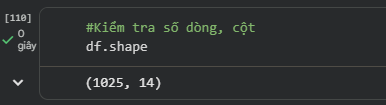 [110]
0
giây
#Kiểm tra số dòng, cột
df.shape
(1025, 14)